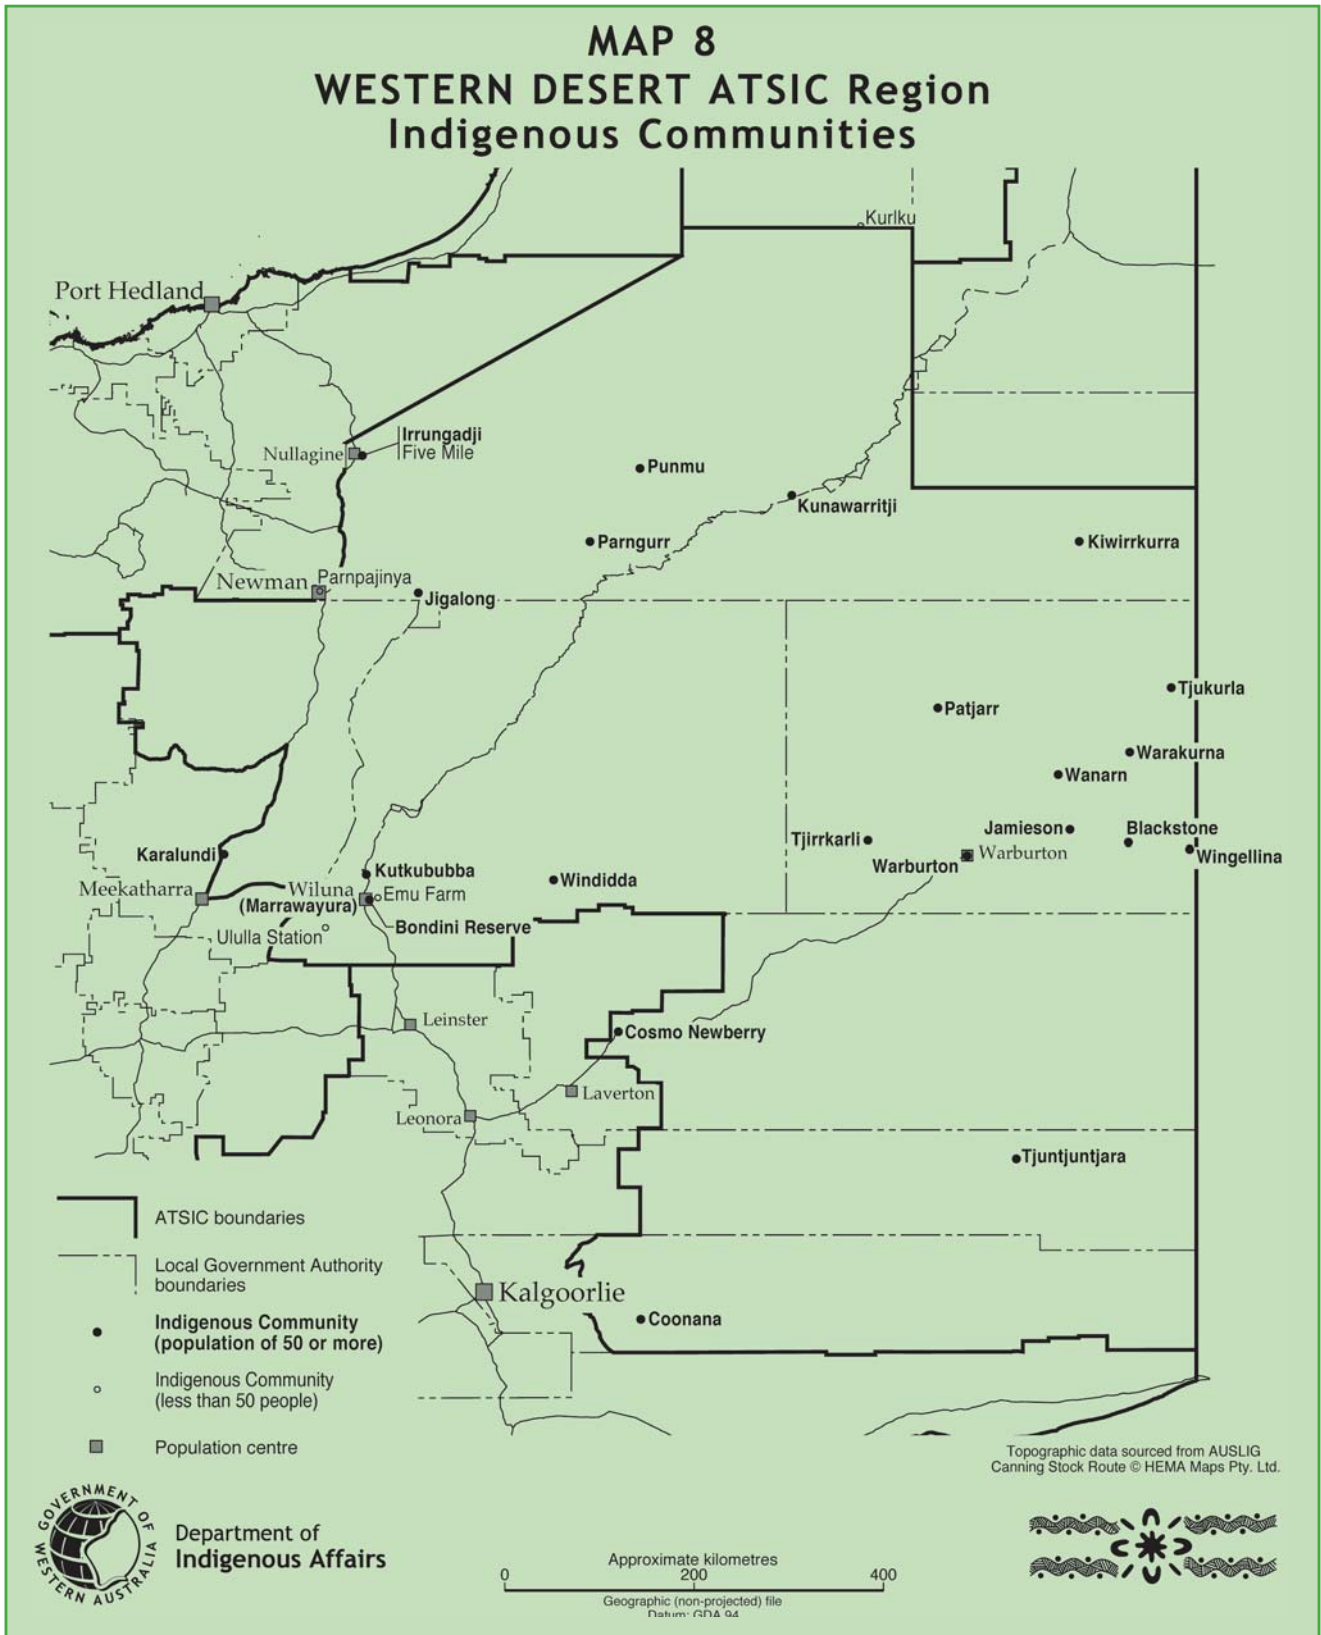 MAP 8
WESTERN DESERT ATSIC Region
Indigenous Communities
Kurlku
Port Hedland
Irrungadji
Nullagine
Five Mile
Punmu
Kunawarritji
Parngurr
Kiwirrkurra
Newman
Parnpajinya
Jigalong
Tjukurla
Patjarr
Warakurna
Wanarn
Jamieson
Blackstone
Tjirrkarli
Karalundi
Warburton
Warburton
Wingellina
Kutkububba
Windidda
Meekatharra
Wiluna
Emu Farm
(Marrawayura)
Bondini Reserve
Ululla Station
Leinster
Cosmo Newberry
Laverton
Leonora
Tjuntjuntjara
Kalgoorlie
Coonana
ATSIC boundaries
Local Government Authority
boundaries
Indigenous Community
(population of 50 or more)
Indigenous Community
(less than 50 people)
Population centre
Topographic data sourced from AUSLIG
Canning Stock Route © HEMA Maps Pty. Ltd.
GOVERNMENT OF
WESTERN AUSTRALIA
Department of
Indigenous Affairs
Approximate kilometres
0 200 400
Geographic (non-projected) file
Datum: GDA 94